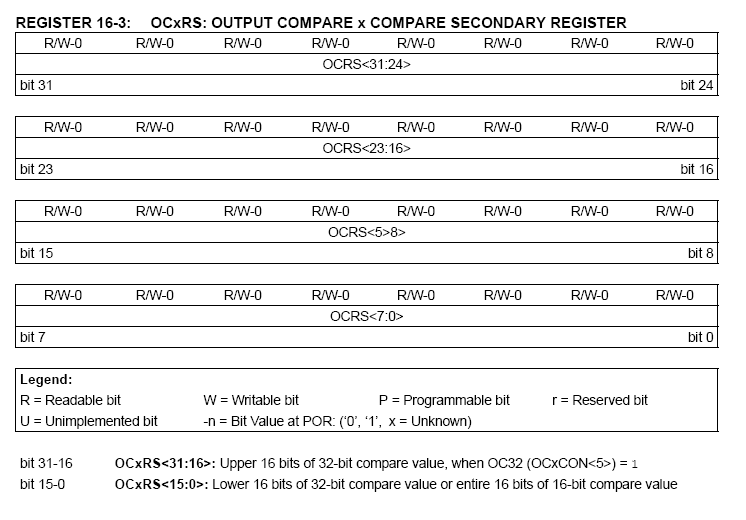 REGISTER 16-3: OCxRS: OUTPUT COMPARE x COMPARE SECONDARY REGISTER
R/W-0 R/W-0 R/W-0 R/W-0 R/W-0 R/W-0 R/W-0 R/W-0
OCRS<31:24>
bit 31 bit 24
R/W-0 R/W-0 R/W-0 R/W-0 R/W-0 R/W-0 R/W-0 R/W-0
OCRS<23:16>
bit 23 bit 16
R/W-0 R/W-0 R/W-0 R/W-0 R/W-0 R/W-0 R/W-0 R/W-0
OCRS<5>8>
bit 15 bit 8
R/W-0 R/W-0 R/W-0 R/W-0 R/W-0 R/W-0 R/W-0 R/W-0
OCRS<7:0>
bit 7 bit 0
Legend:
R = Readable bit W = Writable bit P = Programmable bit r = Reserved bit
U = Unimplemented bit -n = Bit Value at POR: (‘0’, ‘1’, x = Unknown)
bit 31-16 OCxRS<31:16>: Upper 16 bits of 32-bit compare value, when OC32 (OCxCON<5>) = 1
bit 15-0 OCxRS<15:0>: Lower 16 bits of 32-bit compare value or entire 16 bits of 16-bit compare value